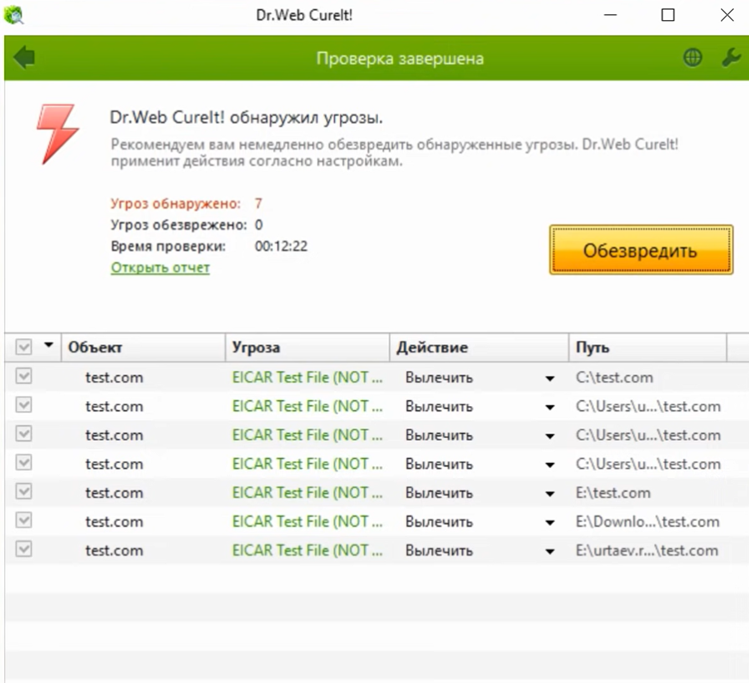 Dr.Web CureIt!
Проверка завершена
Dr.Web CureIt! обнаружил угрозы.
Рекомендуем вам немедленно обезвредить обнаруженные угрозы. Dr.Web CureIt!
применит действия согласно настройкам.
Угроз обнаружено: 7
Угроз обезврежено: 0
Время проверки: 00:12:22
Открыть отчет
Обезвредить
Объект Угроза Действие Путь
test.com EICAR Test File (NOT ... Вылечить C:\test.com
test.com EICAR Test File (NOT ... Вылечить C:\Users\u...\test.com
test.com EICAR Test File (NOT ... Вылечить C:\Users\u...\test.com
test.com EICAR Test File (NOT ... Вылечить C:\Users\u...\test.com
test.com EICAR Test File (NOT ... Вылечить E:\test.com
test.com EICAR Test File (NOT ... Вылечить E:\Downlo...\test.com
test.com EICAR Test File (NOT ... Вылечить E:\urtaev.r...\test.com